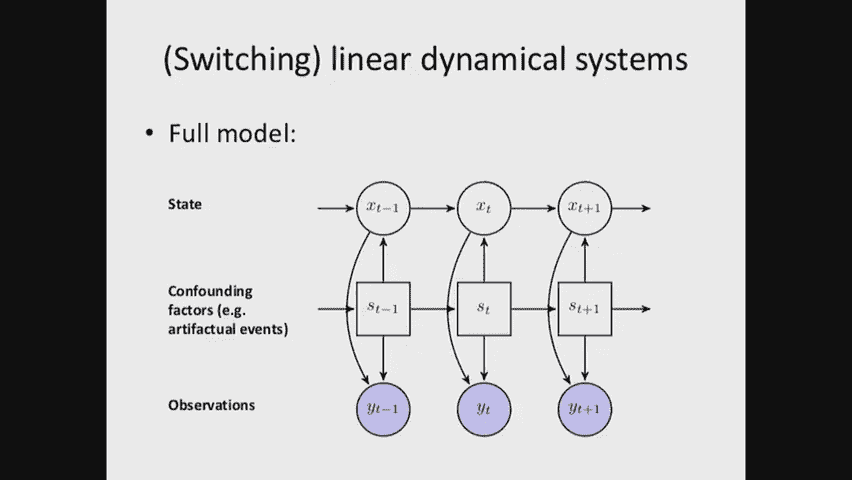 (Switching) linear dynamical systems
• Full model:
State
x_{t−1} x_t x_{t+1}
Confounding
factors (e.g.
artifactual events)
s_{t−1} s_t s_{t+1}
Observations
y_{t−1} y_t y_{t+1}